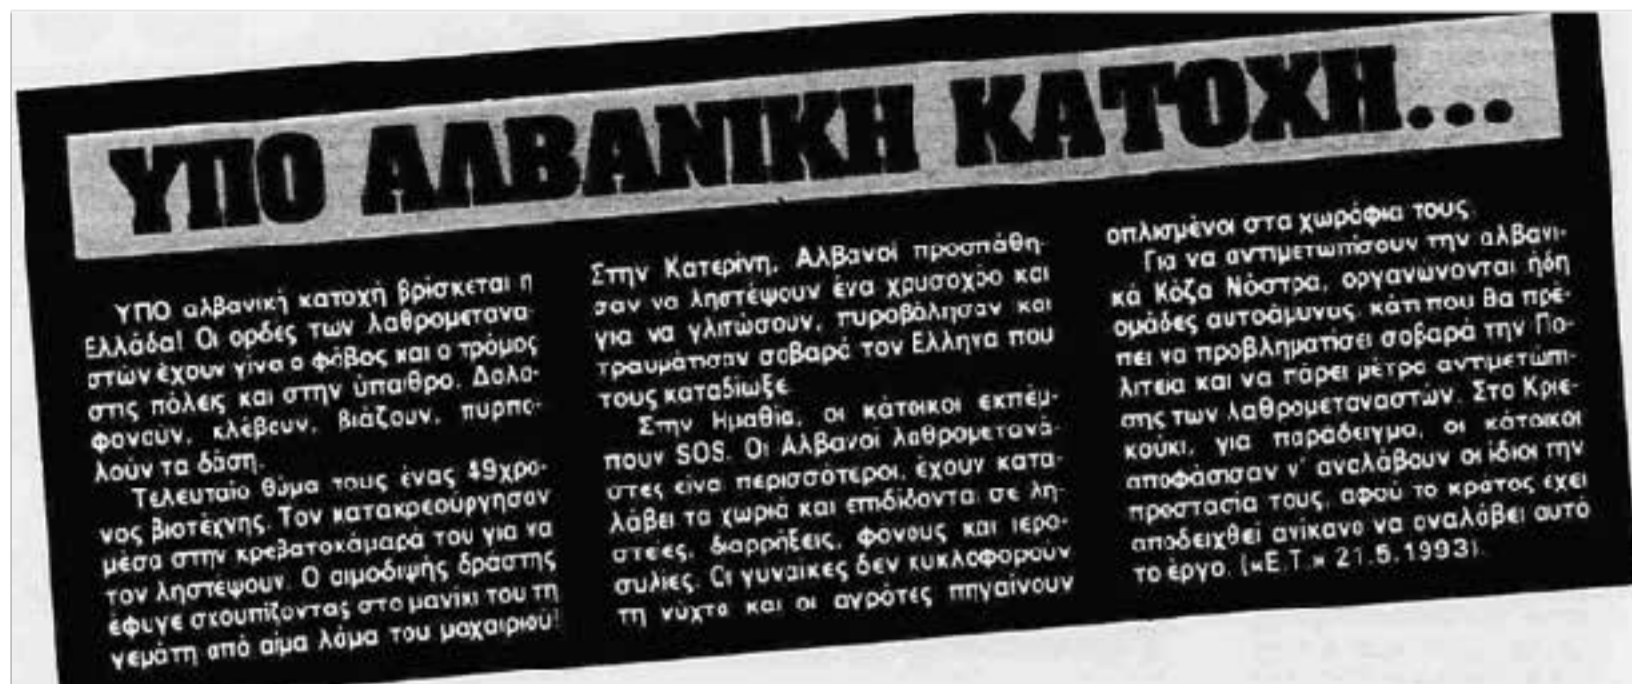 ΥΠΟ ΑΛΒΑΝΙΚΗ ΚΑΤΟΧΗ...
ΥΠΟ αλβανική κατοχή βρίσκεται η
Ελλάδα! Οι ορδές των λαθρομετανα-
στών έχουν γίνα ο φόβος και ο τρόμος
στις πόλεις και στην ύπαιθρο. Δολο-
φονούν, κλέβουν, βιάζουν, πυρπο-
λούν τα δάση.
Τελευταίο θύμα τους ένας 49χρο-
νος βιοτέχνης. Τον κατακρεούργησαν
μέσα στην κρεβατοκάμαρά του για να
τον ληστέψουν. Ο αιμοδιψής δράστης
έφυγε σκουπίζοντας στο μανίκι του τη
γεμάτη από αίμα λάμα του μαχαιριού!
Στην Κατερίνη, Αλβανοί προσπάθη-
σαν να ληστέψουν ένα χρυσοχόο και
για να γλιτώσουν, πυροβόλησαν και
τραυμάτισαν σοβαρά τον Ελληνα που
τους καταδίωξε
Στην Ημαθία, οι κάτοικοι εκπέμ-
πουν SOS. Οι Αλβανοί λαθρομετανά-
στες είνα περισσότεροι, έχουν κατα-
λάβει τα χωριά και επιδίδονται σε λη-
στείες, διαρρήξεις, φόνους και ιερο-
συλίες. Οι γυναίκες δεν κυκλοφορούν
τη νύχτα και οι αγρότες πηγαίνουν
οπλισμένοι στα χωράφια τους.
Για να αντιμετωπίσουν την αλβανι-
κά Κόζα Νόστρα, οργανώνονται ήδη
ομάδες αυτοάμυνας, κάτι που θα πρέ-
πει να προβληματίσει σοβαρά την Πο-
λιτεία και να πάρει μέτρα αντιμετώπι-
σης των λαθρομεταναστών. Στο Κριε-
κούκι, για παράδειγμα, οι κάτοικοι
αποφάσισαν ν' αναλάβουν οι ίδιοι την
προστασία τους, αφού το κράτος έχει
αποδειχθεί ανίκανο να αναλάβει αυτό
το έργο. («Ε.Τ.» 21.5.1993).